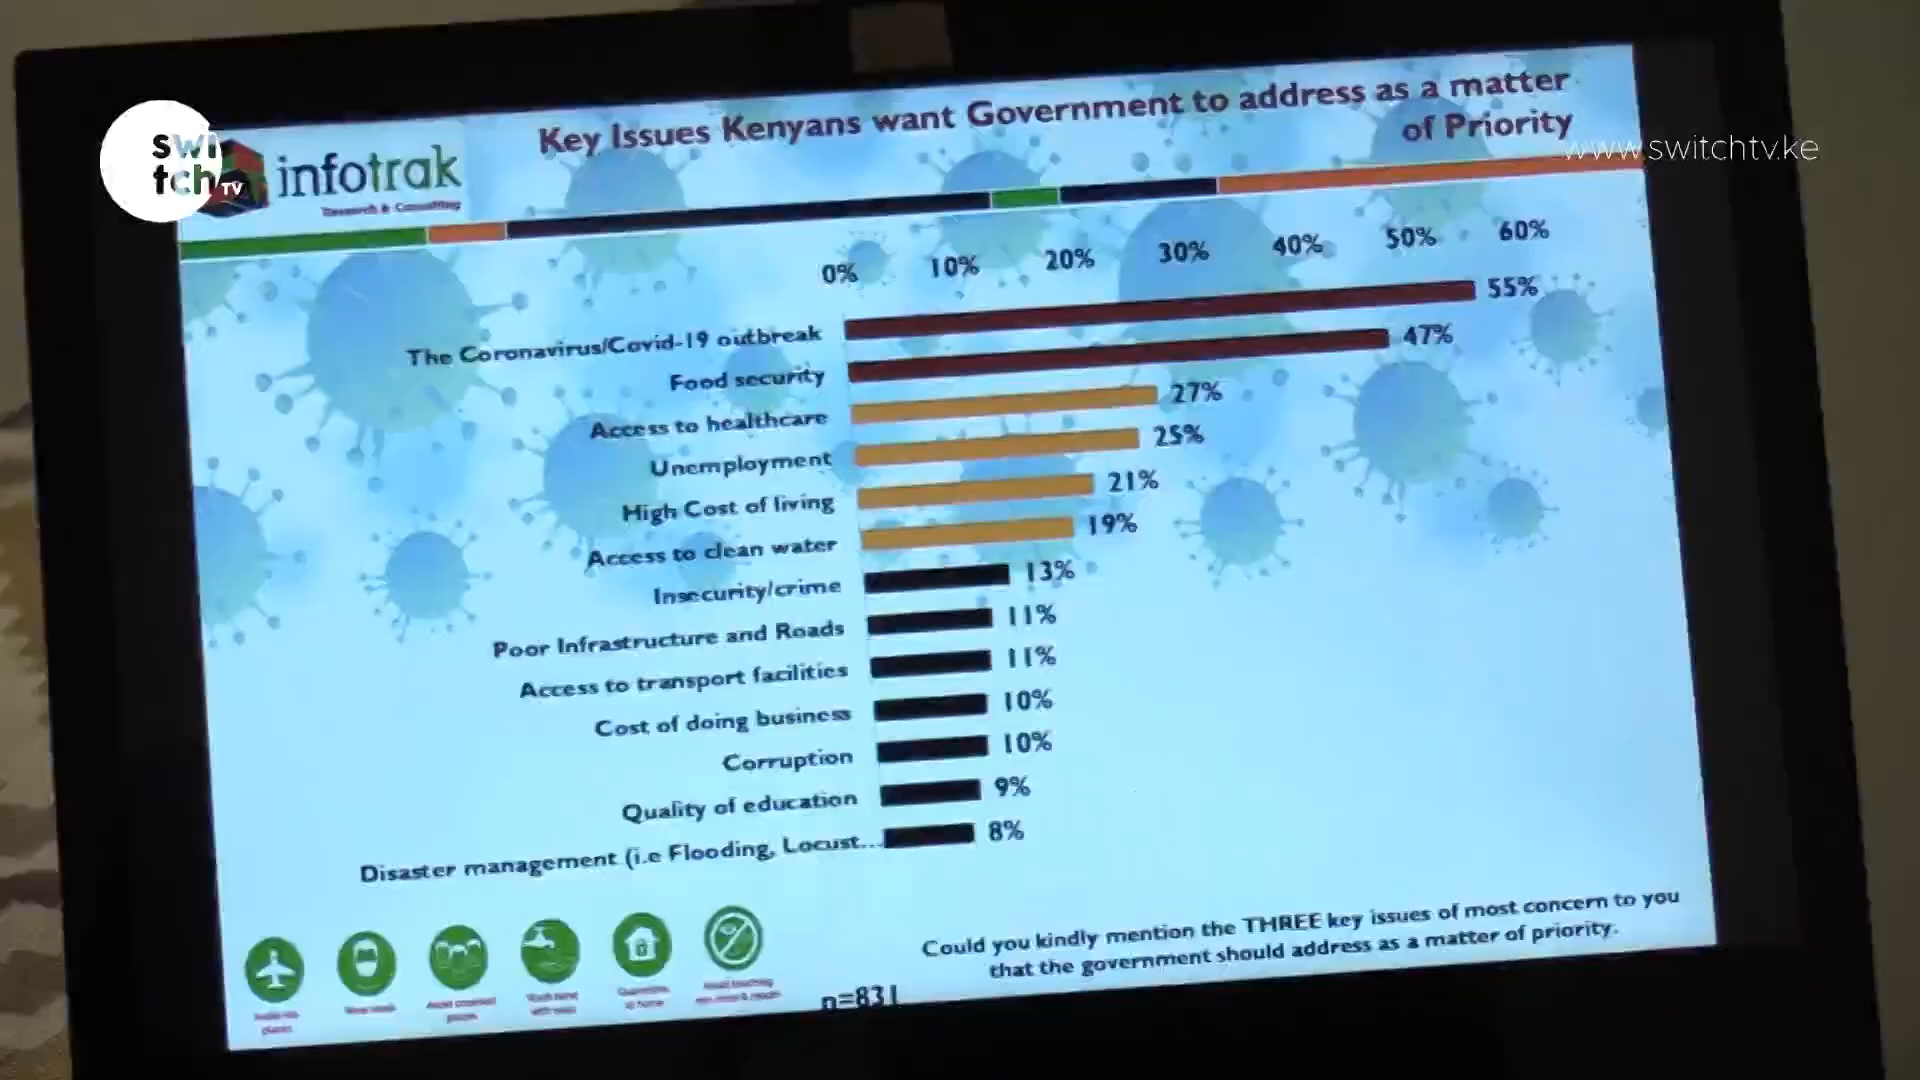 switch TV
infotrak
Research & Consulting
Key Issues Kenyans want Government to address as a matter
of Priority
www.switchtv.ke
0% 10% 20% 30% 40% 50% 60%
The Coronavirus/Covid-19 outbreak 55%
Food security 47%
Access to healthcare 27%
Unemployment 25%
High Cost of living 21%
Access to clean water 19%
Insecurity/crime 13%
Poor Infrastructure and Roads 11%
Access to transport facilities 11%
Cost of doing business 10%
Corruption 10%
Quality of education 9%
Disaster management (i.e Flooding, Locust... 8%
Could you kindly mention the THREE key issues of most concern to you
that the government should address as a matter of priority.
n=831